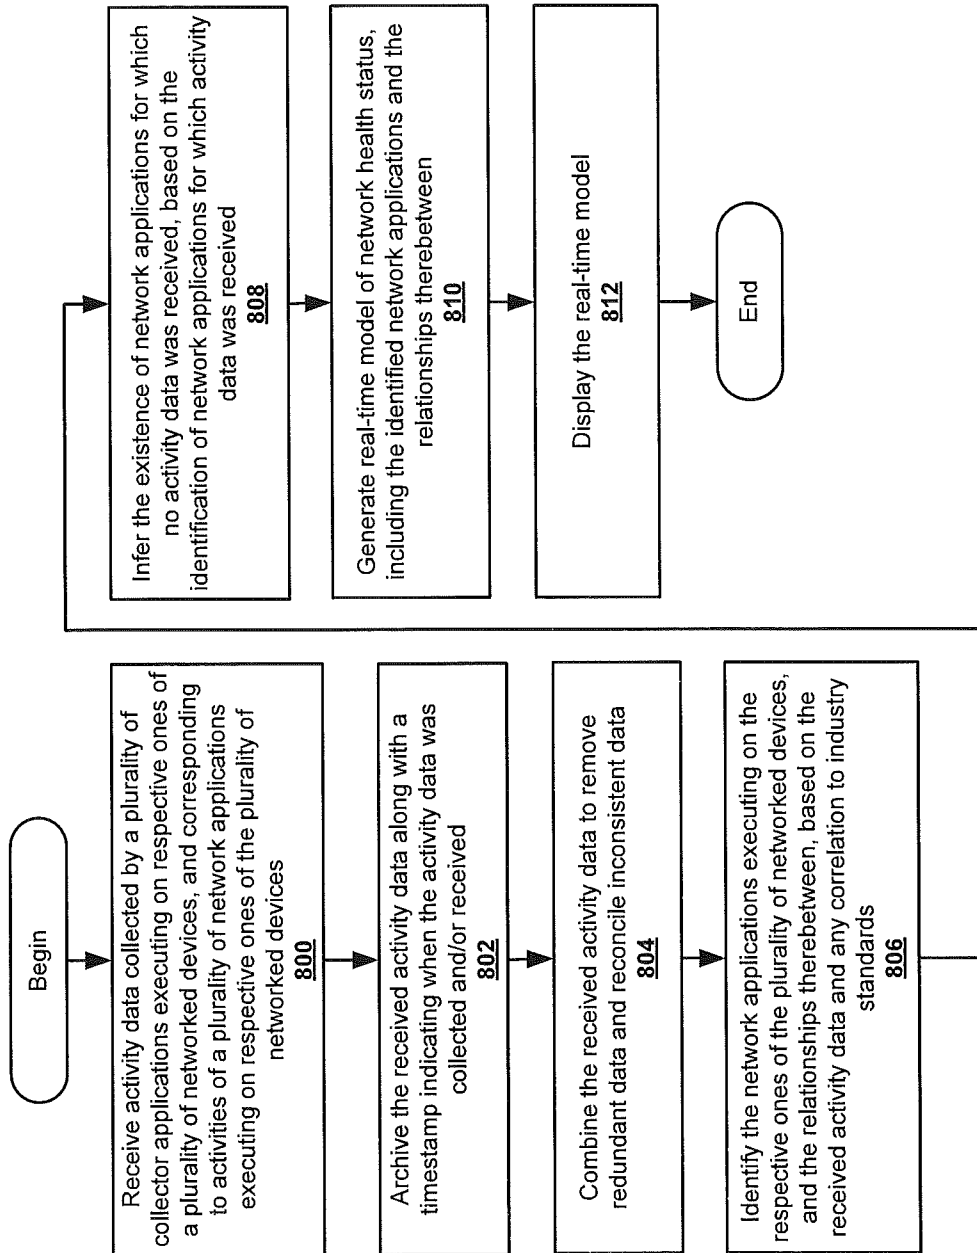 Begin
Receive activity data collected by a plurality of
collector applications executing on respective ones of
a plurality of networked devices, and corresponding
to activities of a plurality of network applications
executing on respective ones of the plurality of
networked devices
800
Archive the received activity data along with a
timestamp indicating when the activity data was
collected and/or received
802
Combine the received activity data to remove
redundant data and reconcile inconsistent data
804
Identify the network applications executing on the
respective ones of the plurality of networked devices,
and the relationships therebetween, based on the
received activity data and any correlation to industry
standards
806
Infer the existence of network applications for which
no activity data was received, based on the
identification of network applications for which activity
data was received
808
Generate real-time model of network health status,
including the identified network applications and the
relationships therebetween
810
Display the real-time model
812
End